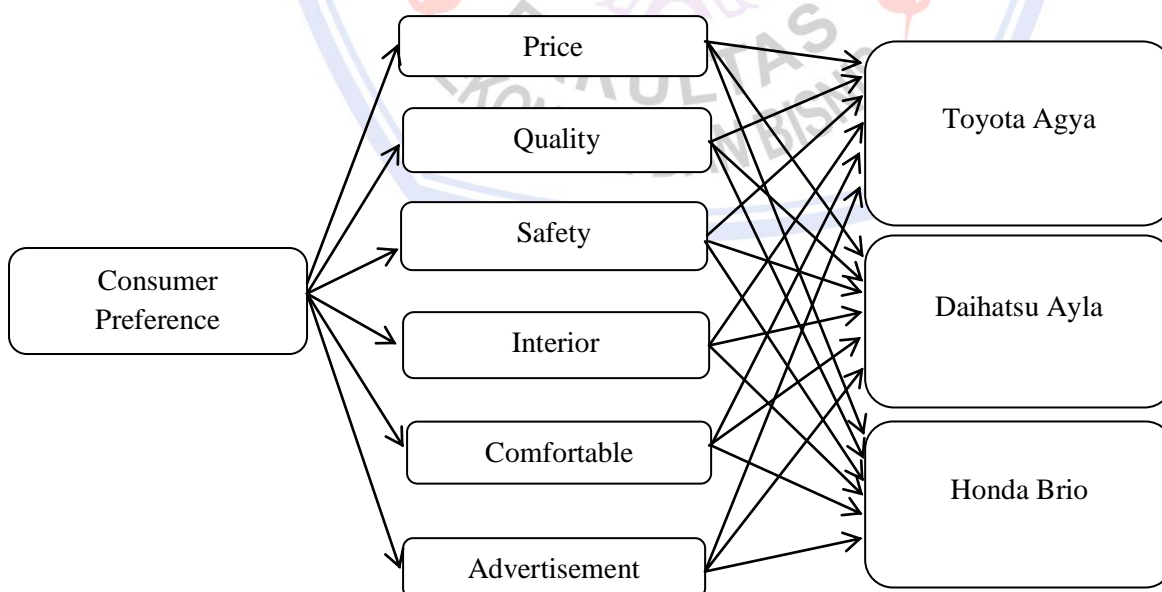 Price
Quality
Safety
Interior
Comfortable
Advertisement
Consumer
Preference
Toyota Agya
Daihatsu Ayla
Honda Brio